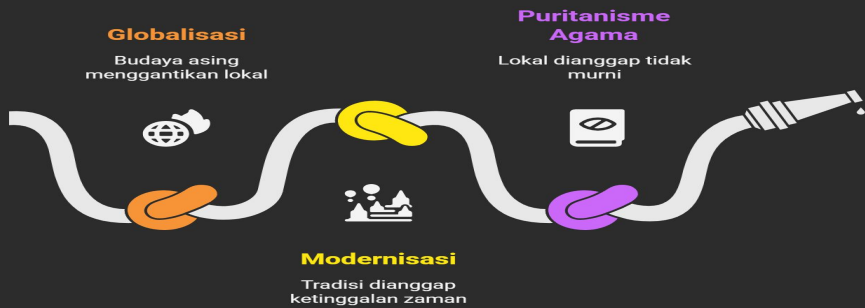 Globalisasi
Budaya asing
menggantikan lokal
Puritanisme
Agama
Lokal dianggap tidak
murni
Modernisasi
Tradisi dianggap
ketinggalan zaman